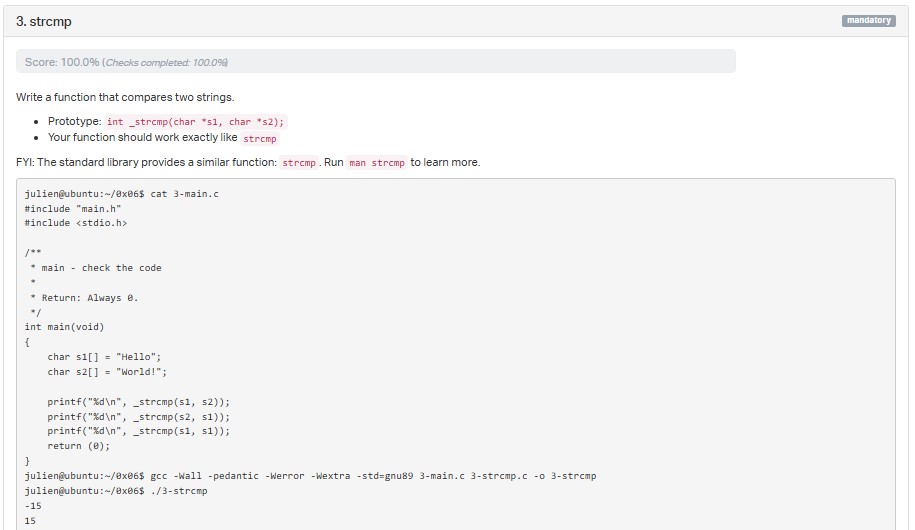 3. strcmp
mandatory
Score: 100.0% (Checks completed: 100.0%)
Write a function that compares two strings.
• Prototype: int _strcmp(char *s1, char *s2);
• Your function should work exactly like strcmp
FYI: The standard library provides a similar function: strcmp. Run man strcmp to learn more.
julien@ubuntu:~/0x06$ cat 3-main.c
#include "main.h"
#include <stdio.h>

/**
 * main - check the code
 *
 * Return: Always 0.
 */
int main(void)
{
    char s1[] = "Hello";
    char s2[] = "World!";

    printf("%d\n", _strcmp(s1, s2));
    printf("%d\n", _strcmp(s2, s1));
    printf("%d\n", _strcmp(s1, s1));
    return (0);
}
julien@ubuntu:~/0x06$ gcc -Wall -pedantic -Werror -Wextra -std=gnu89 3-main.c 3-strcmp.c -o 3-strcmp
julien@ubuntu:~/0x06$ ./3-strcmp
-15
15